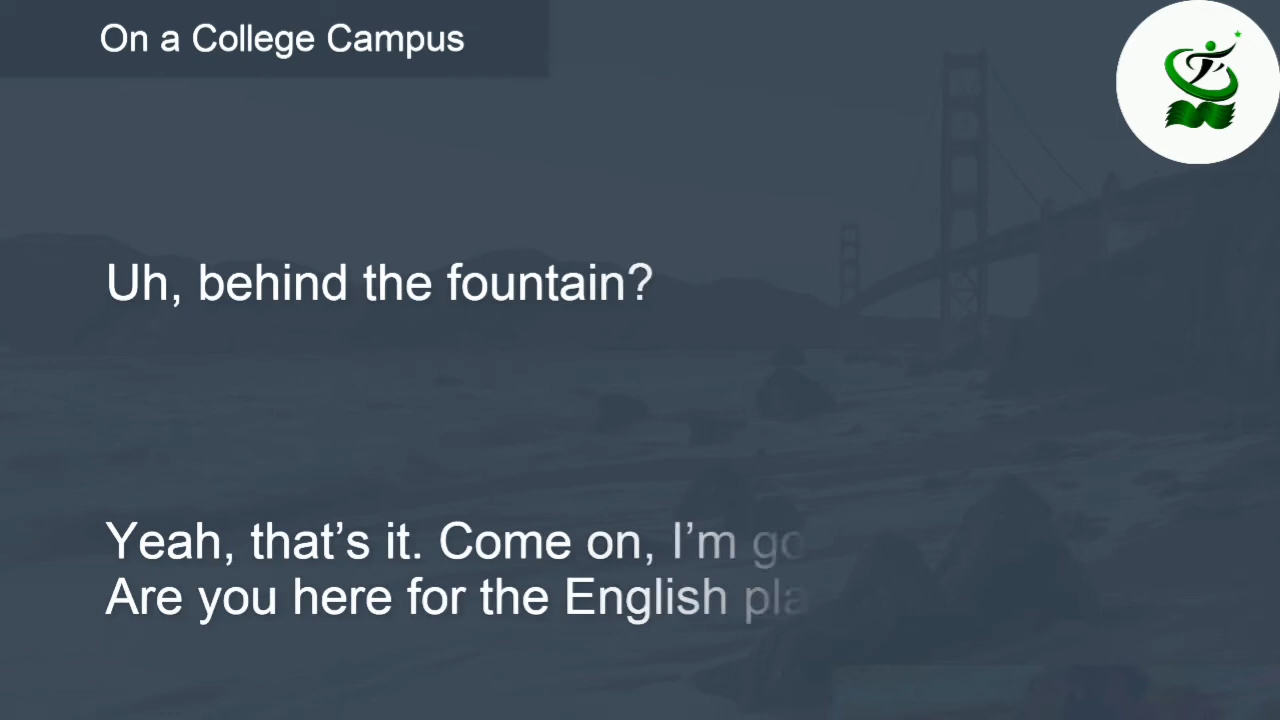 On a College Campus
Uh, behind the fountain?
Yeah, that’s it. Come on, I’m
Are you here for the English